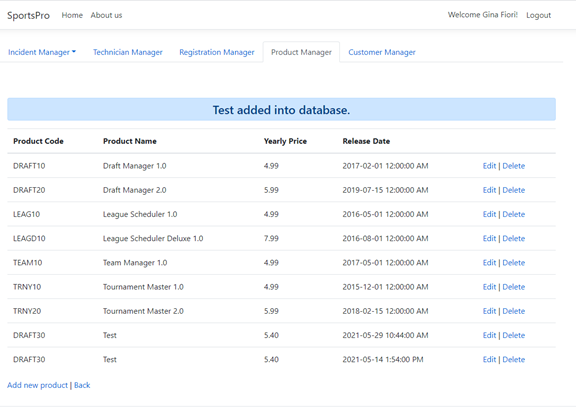 SportsPro Home About us Welcome Gina Fiori! Logout
Incident Manager Technician Manager Registration Manager Product Manager Customer Manager
Test added into database.
Product Code Product Name Yearly Price Release Date
DRAFT10 Draft Manager 1.0 4.99 2017-02-01 12:00:00 AM Edit | Delete
DRAFT20 Draft Manager 2.0 5.99 2019-07-15 12:00:00 AM Edit | Delete
LEAG10 League Scheduler 1.0 4.99 2016-05-01 12:00:00 AM Edit | Delete
LEAGD10 League Scheduler Deluxe 1.0 7.99 2016-08-01 12:00:00 AM Edit | Delete
TEAM10 Team Manager 1.0 4.99 2017-05-01 12:00:00 AM Edit | Delete
TRNY10 Tournament Master 1.0 4.99 2015-12-01 12:00:00 AM Edit | Delete
TRNY20 Tournament Master 2.0 5.99 2018-02-15 12:00:00 AM Edit | Delete
DRAFT30 Test 5.40 2021-05-29 10:44:00 AM Edit | Delete
DRAFT30 Test 5.40 2021-05-14 1:54:00 PM Edit | Delete
Add new product | Back